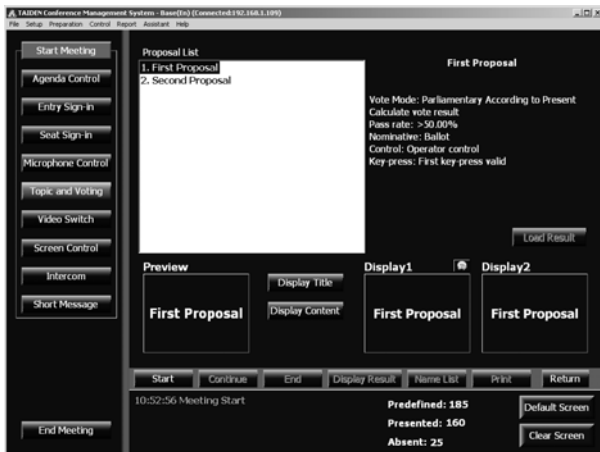 TAIDEN Conference Management System - Base(En) (Connected:192.168.1.109)
File Setup Preparation Control Report Assistant Help
Start Meeting
Agenda Control
Entry Sign-in
Seat Sign-in
Microphone Control
Topic and Voting
Video Switch
Screen Control
Intercom
Short Message
End Meeting
Proposal List
1. First Proposal
2. Second Proposal
First Proposal
Vote Mode: Parliamentary According to Present
Calculate vote result
Pass rate: >50.00%
Nominative: Ballot
Control: Operator control
Key-press: First key-press valid
Load Result
Preview
First Proposal
Display Title
Display Content
Display1
First Proposal
Display2
First Proposal
Start Continue End Display Result Name List Print Return
10:52:56 Meeting Start
Predefined: 185
Presented: 160
Absent: 25
Default Screen
Clear Screen